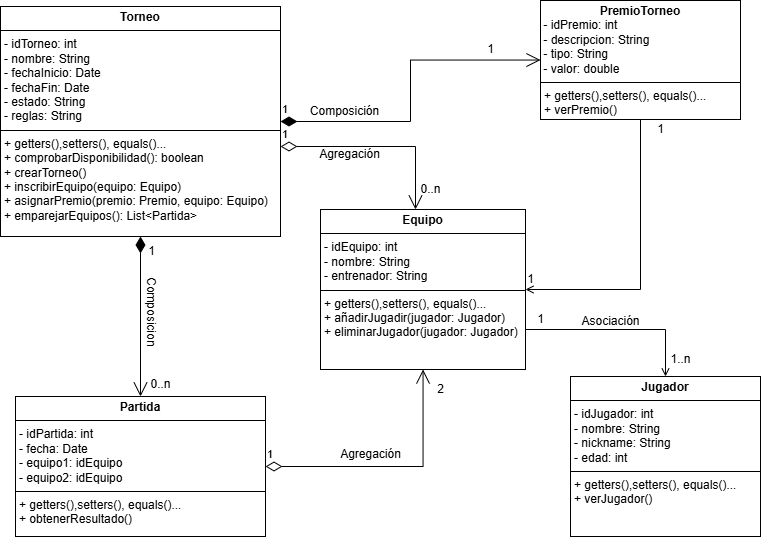 Torneo
- idTorneo: int
- nombre: String
- fechaInicio: Date
- fechaFin: Date
- estado: String
- reglas: String
+ getters(),setters(), equals()...
+ comprobarDisponibilidad(): boolean
+ crearTorneo()
+ inscribirEquipo(equipo: Equipo)
+ asignarPremio(premio: Premio, equipo: Equipo)
+ emparejarEquipos(): List<Partida>
1
Composición
1
PremioTorneo
- idPremio: int
- descripcion: String
- tipo: String
- valor: double
+ getters(),setters(), equals()...
+ verPremio()
1
1
1
Agregación
0..n
Equipo
- idEquipo: int
- nombre: String
- entrenador: String
+ getters(),setters(), equals()...
+ añadirJugadir(jugador: Jugador)
+ eliminarJugador(jugador: Jugador)
1
Asociación
1..n
1
Composicion
0..n
Partida
- idPartida: int
- fecha: Date
- equipo1: idEquipo
- equipo2: idEquipo
+ getters(),setters(), equals()...
+ obtenerResultado()
1
Agregación
2
Jugador
- idJugador: int
- nombre: String
- nickname: String
- edad: int
+ getters(),setters(), equals()...
+ verJugador()